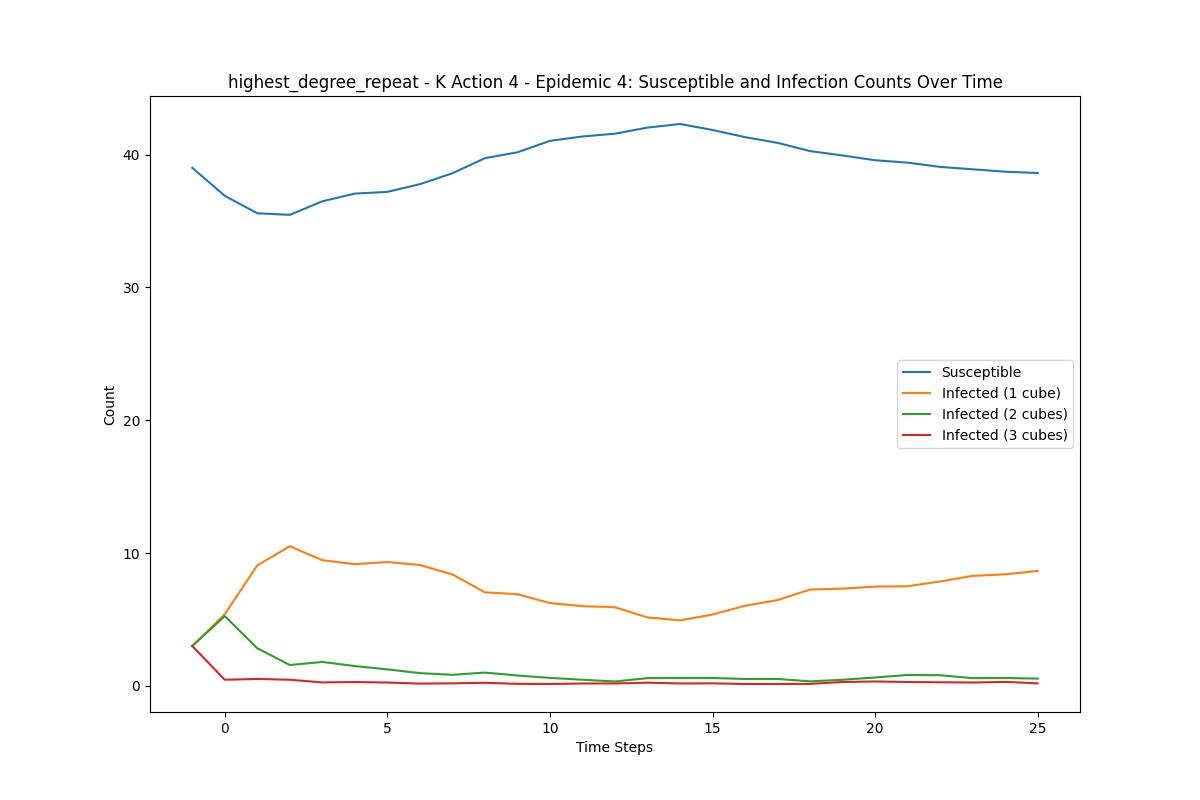 highest_degree_repeat - K Action 4 - Epidemic 4: Susceptible and Infection Counts Over Time
Count
40
30
20
10
0
Susceptible
Infected (1 cube)
Infected (2 cubes)
Infected (3 cubes)
0 5 10 15 20 25
Time Steps